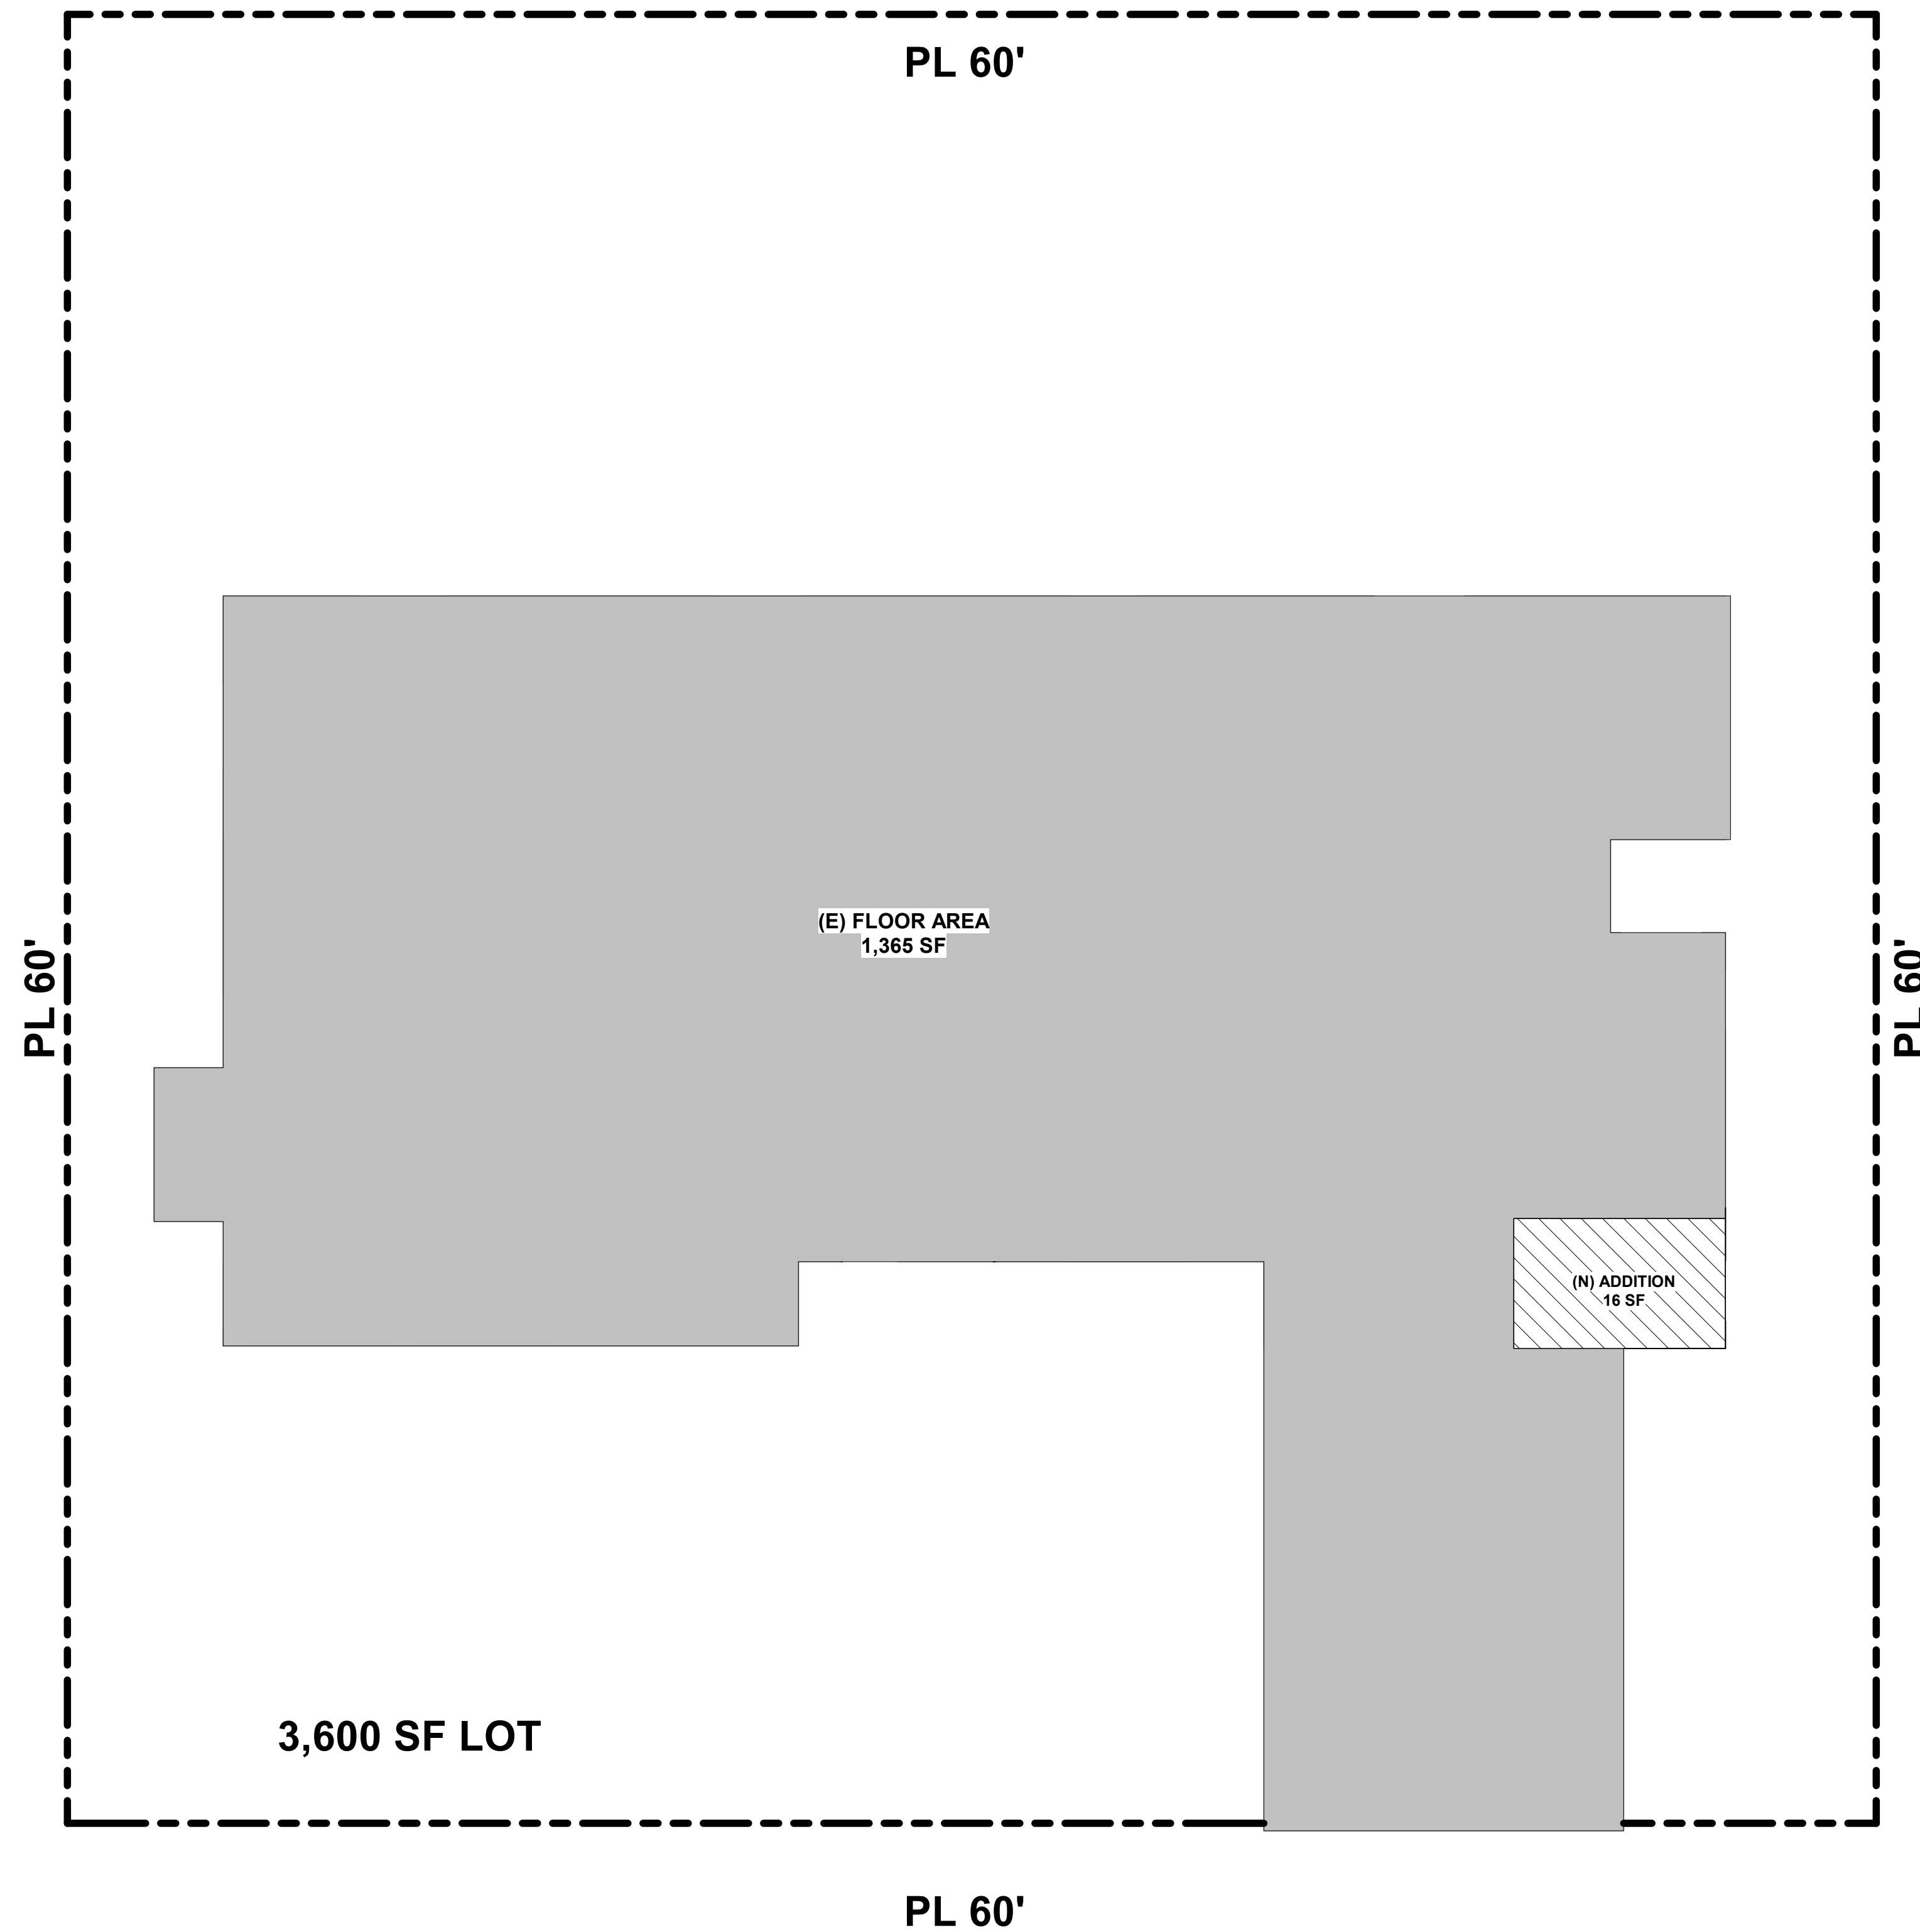 PL 60'
(E) FLOOR AREA
1,365 SF
PL 60'
PL 60'
(N) ADDITION
16 SF
3,600 SF LOT
PL 60'